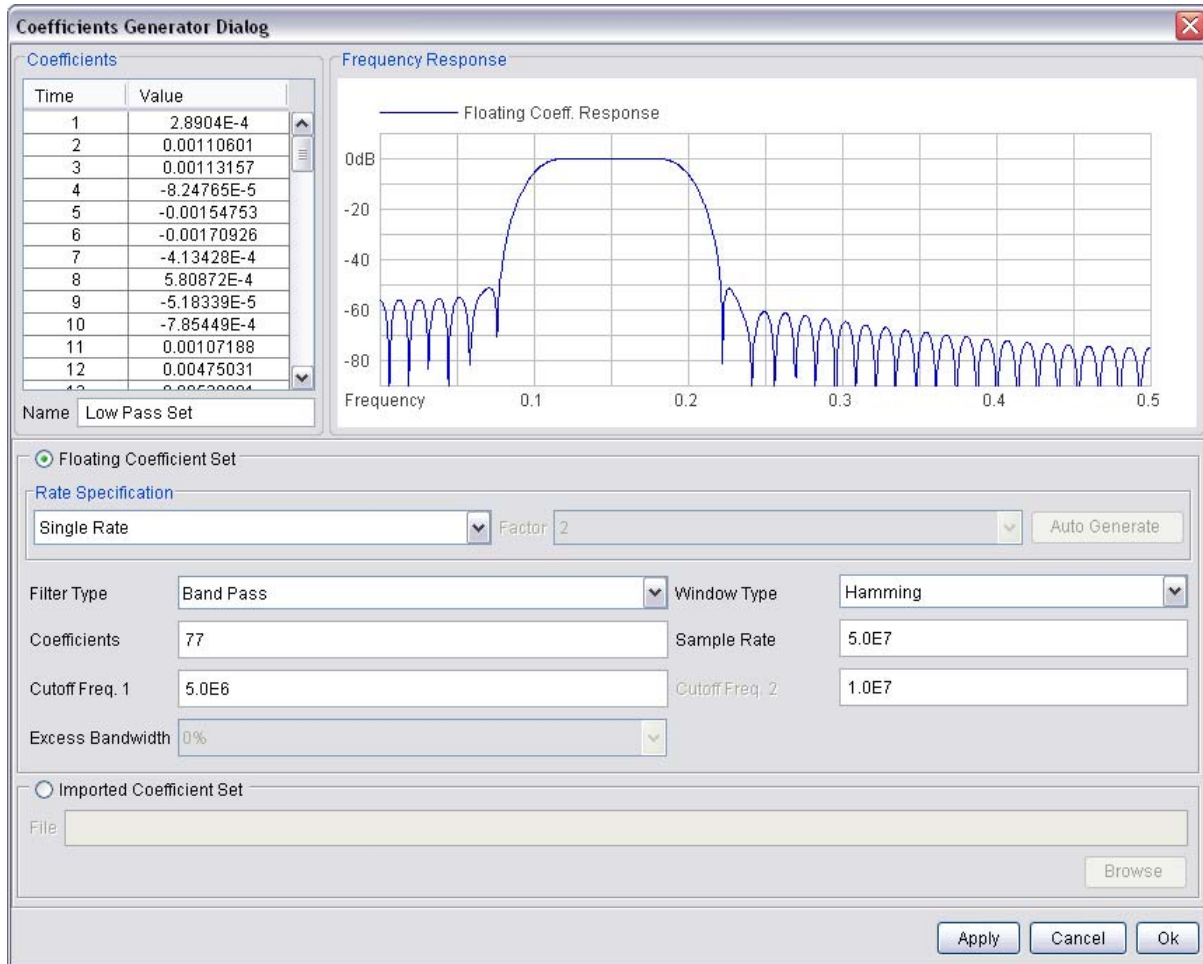 Coefficients Generator Dialog
Coefficients
Time Value
1 2.8904E-4
2 0.00110601
3 0.00113157
4 -8.24765E-5
5 -0.00154753
6 -0.00170926
7 -4.13428E-4
8 5.80872E-4
9 -5.18339E-5
10 -7.85449E-4
11 0.00107188
12 0.00475031
Name Low Pass Set
Frequency Response
Floating Coeff. Response
0dB
-20
-40
-60
-80
Frequency 0.1 0.2 0.3 0.4 0.5
Floating Coefficient Set
Rate Specification
Single Rate Factor 2 Auto Generate
Filter Type Band Pass Window Type Hamming
Coefficients 77 Sample Rate 5.0E7
Cutoff Freq. 1 5.0E6 Cutoff Freq. 2 1.0E7
Excess Bandwidth 0%
Imported Coefficient Set
File
Browse
Apply Cancel Ok